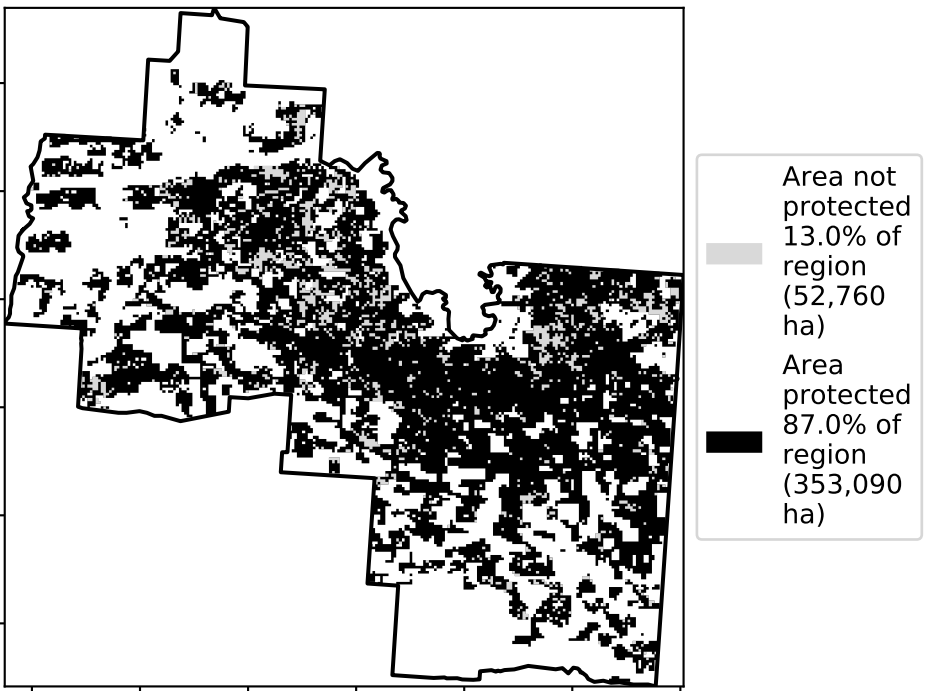 Area not
protected
13.0% of
region
(52,760
ha)
Area
protected
87.0% of
region
(353,090
ha)